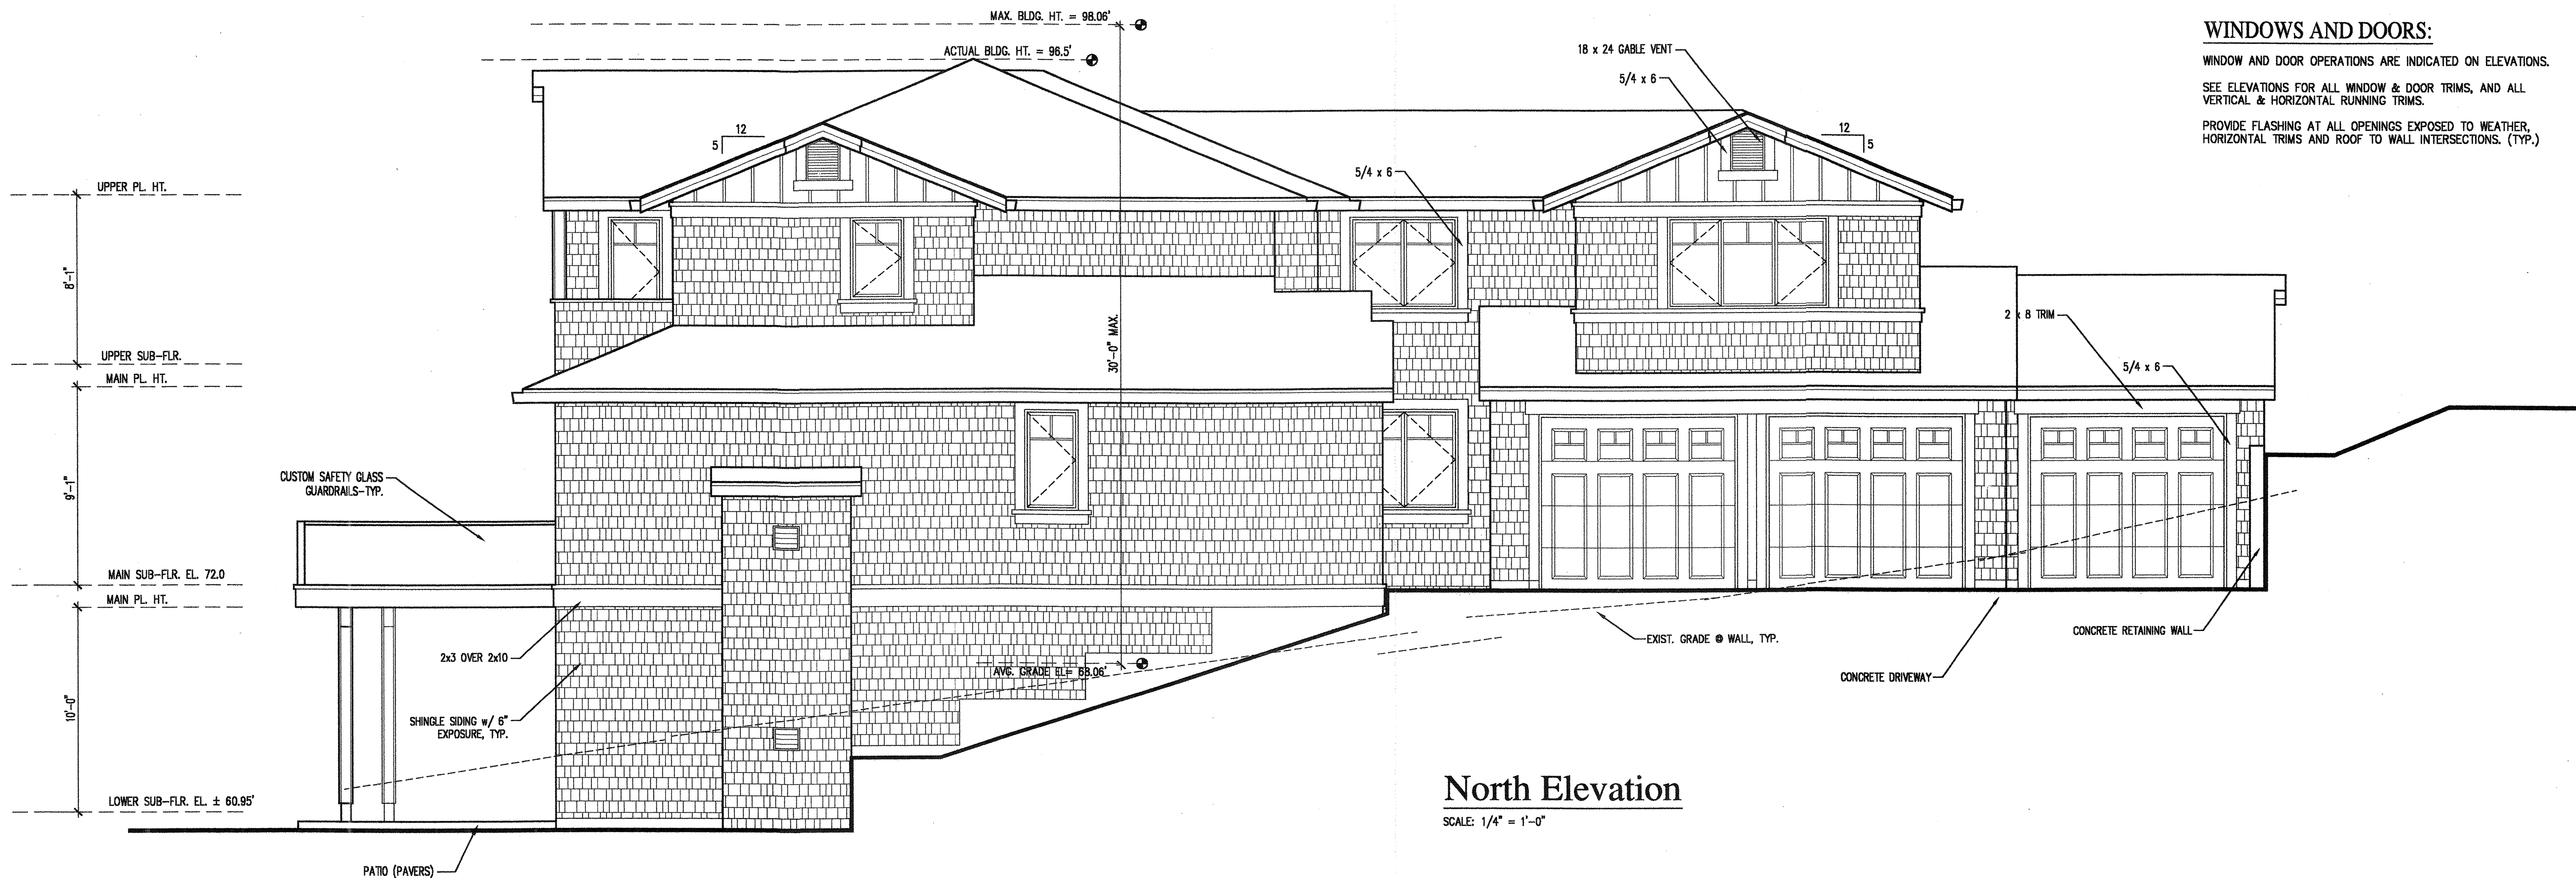 MAX. BLDG. HT. = 98.06'
ACTUAL BLDG. HT. = 96.5'
18 x 24 GABLE VENT
5/4 x 6
WINDOWS AND DOORS:
WINDOW AND DOOR OPERATIONS ARE INDICATED ON ELEVATIONS.
SEE ELEVATIONS FOR ALL WINDOW & DOOR TRIMS, AND ALL
VERTICAL & HORIZONTAL RUNNING TRIMS.
PROVIDE FLASHING AT ALL OPENINGS EXPOSED TO WEATHER,
HORIZONTAL TRIMS AND ROOF TO WALL INTERSECTIONS. (TYP.)
12
5
12
5
5/4 x 6
UPPER PL. HT.
8'-1"
UPPER SUB-FLR.
MAIN PL. HT.
30'-0" MAX.
2 x 8 TRIM
5/4 x 6
9'-1"
CUSTOM SAFETY GLASS
GUARDRAILS-TYP.
MAIN SUB-FLR. EL. 72.0
MAIN PL. HT.
2x3 OVER 2x10
AVG. GRADE EL= 68.06'
EXIST. GRADE @ WALL, TYP.
CONCRETE RETAINING WALL
CONCRETE DRIVEWAY
10'-0"
SHINGLE SIDING w/ 6"
EXPOSURE, TYP.
LOWER SUB-FLR. EL. ± 60.95'
PATIO (PAVERS)
North Elevation
SCALE: 1/4" = 1'-0"